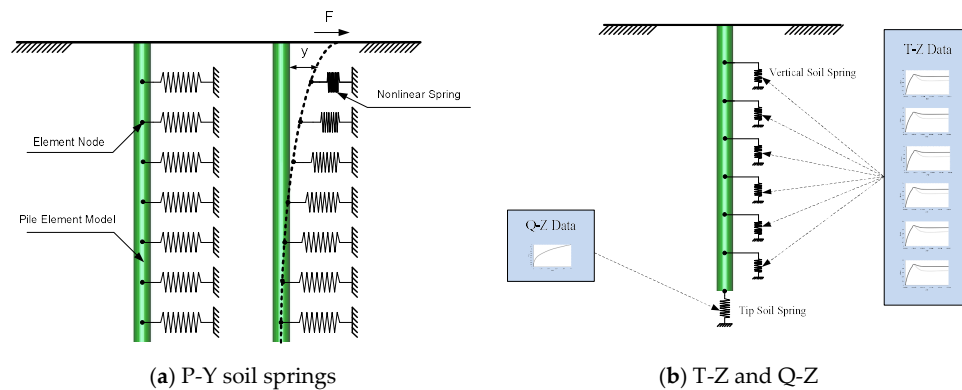 F
y
Nonlinear Spring
Element Node
Pile Element Model
(a) P-Y soil springs
Vertical Soil Spring
T-Z Data
Q-Z Data
Tip Soil Spring
(b) T-Z and Q-Z